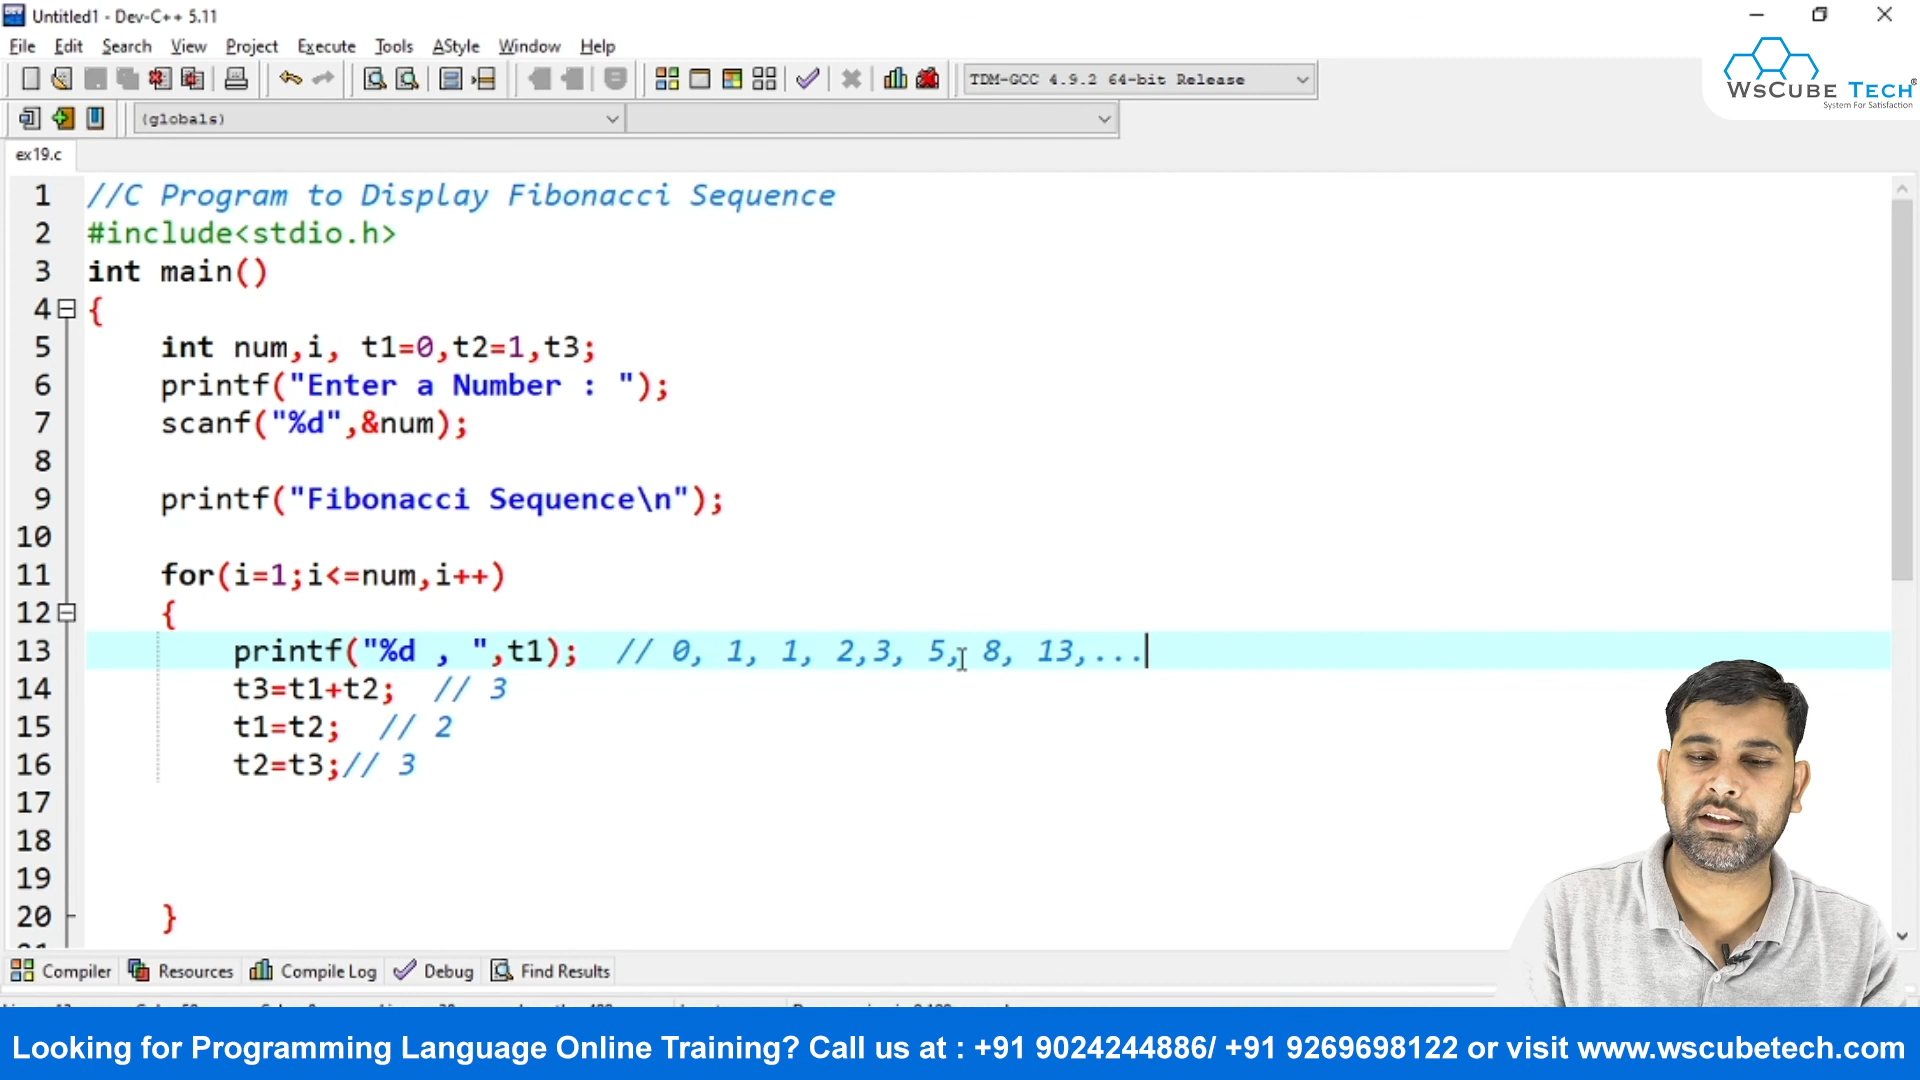 Untitled1 - Dev-C++ 5.11
File Edit Search View Project Execute Tools AStyle Window Help
TDM-GCC 4.9.2 64-bit Release
WsCube Tech®
System For Satisfaction
(globals)
ex19.c
1 //C Program to Display Fibonacci Sequence
2 #include<stdio.h>
3 int main()
4 {
5 int num,i, t1=0,t2=1,t3;
6 printf("Enter a Number : ");
7 scanf("%d",&num);
8
9 printf("Fibonacci Sequence\n");
10
11 for(i=1;i<=num,i++)
12 {
13 printf("%d , ",t1); // 0, 1, 1, 2,3, 5, 8, 13,...
14 t3=t1+t2; // 3
15 t1=t2; // 2
16 t2=t3;// 3
17
18
19
20 }
Compiler Resources Compile Log Debug Find Results
Looking for Programming Language Online Training? Call us at : +91 9024244886/ +91 9269698122 or visit www.wscubetech.com